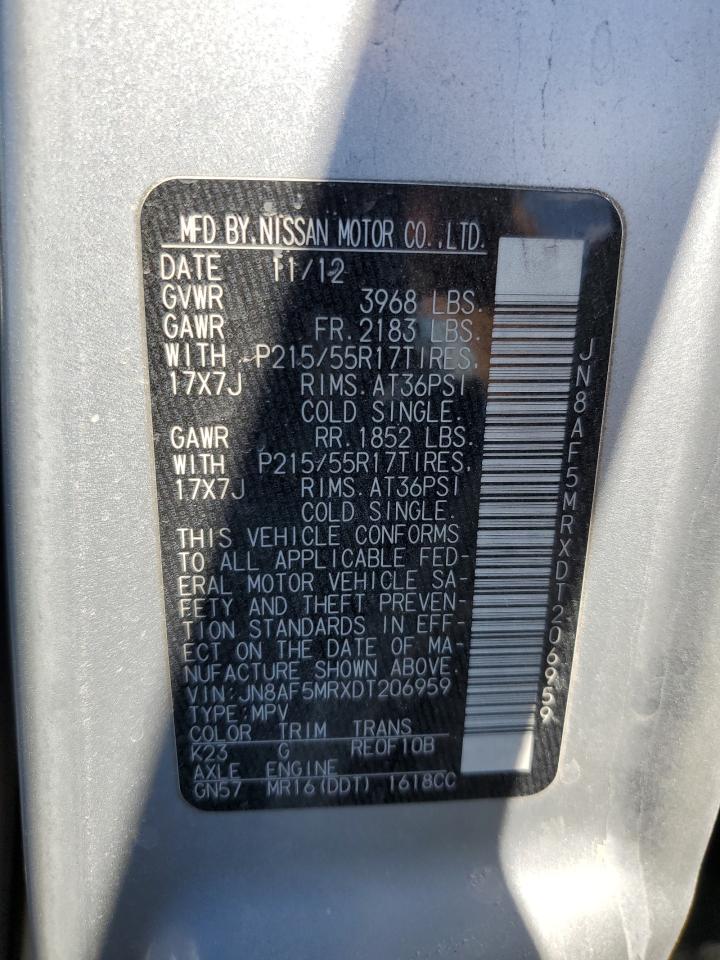 MFD BY NISSAN MOTOR CO.,LTD.
DATE 11/12
GVWR 3968 LBS.
GAWR FR. 2183 LBS.
WITH P215/55R17TIRES.
17X7J RIMS. AT36PSI
COLD SINGLE.
GAWR RR. 1852 LBS.
WITH P215/55R17TIRES.
17X7J RIMS. AT36PSI
COLD SINGLE.
THIS VEHICLE CONFORMS
TO ALL APPLICABLE FED-
ERAL MOTOR VEHICLE SA-
FETY AND THEFT PREVEN-
TION STANDARDS IN EFF-
ECT ON THE DATE OF MA-
NUFACTURE SHOWN ABOVE.
VIN: JN8AF5MRXDT206959
TYPE: MPV
COLOR TRIM TRANS
K23 G RE0F10B
AXLE ENGINE
GN57 MR16(DDT) 1618CC
JN8AF5MRXDT206959